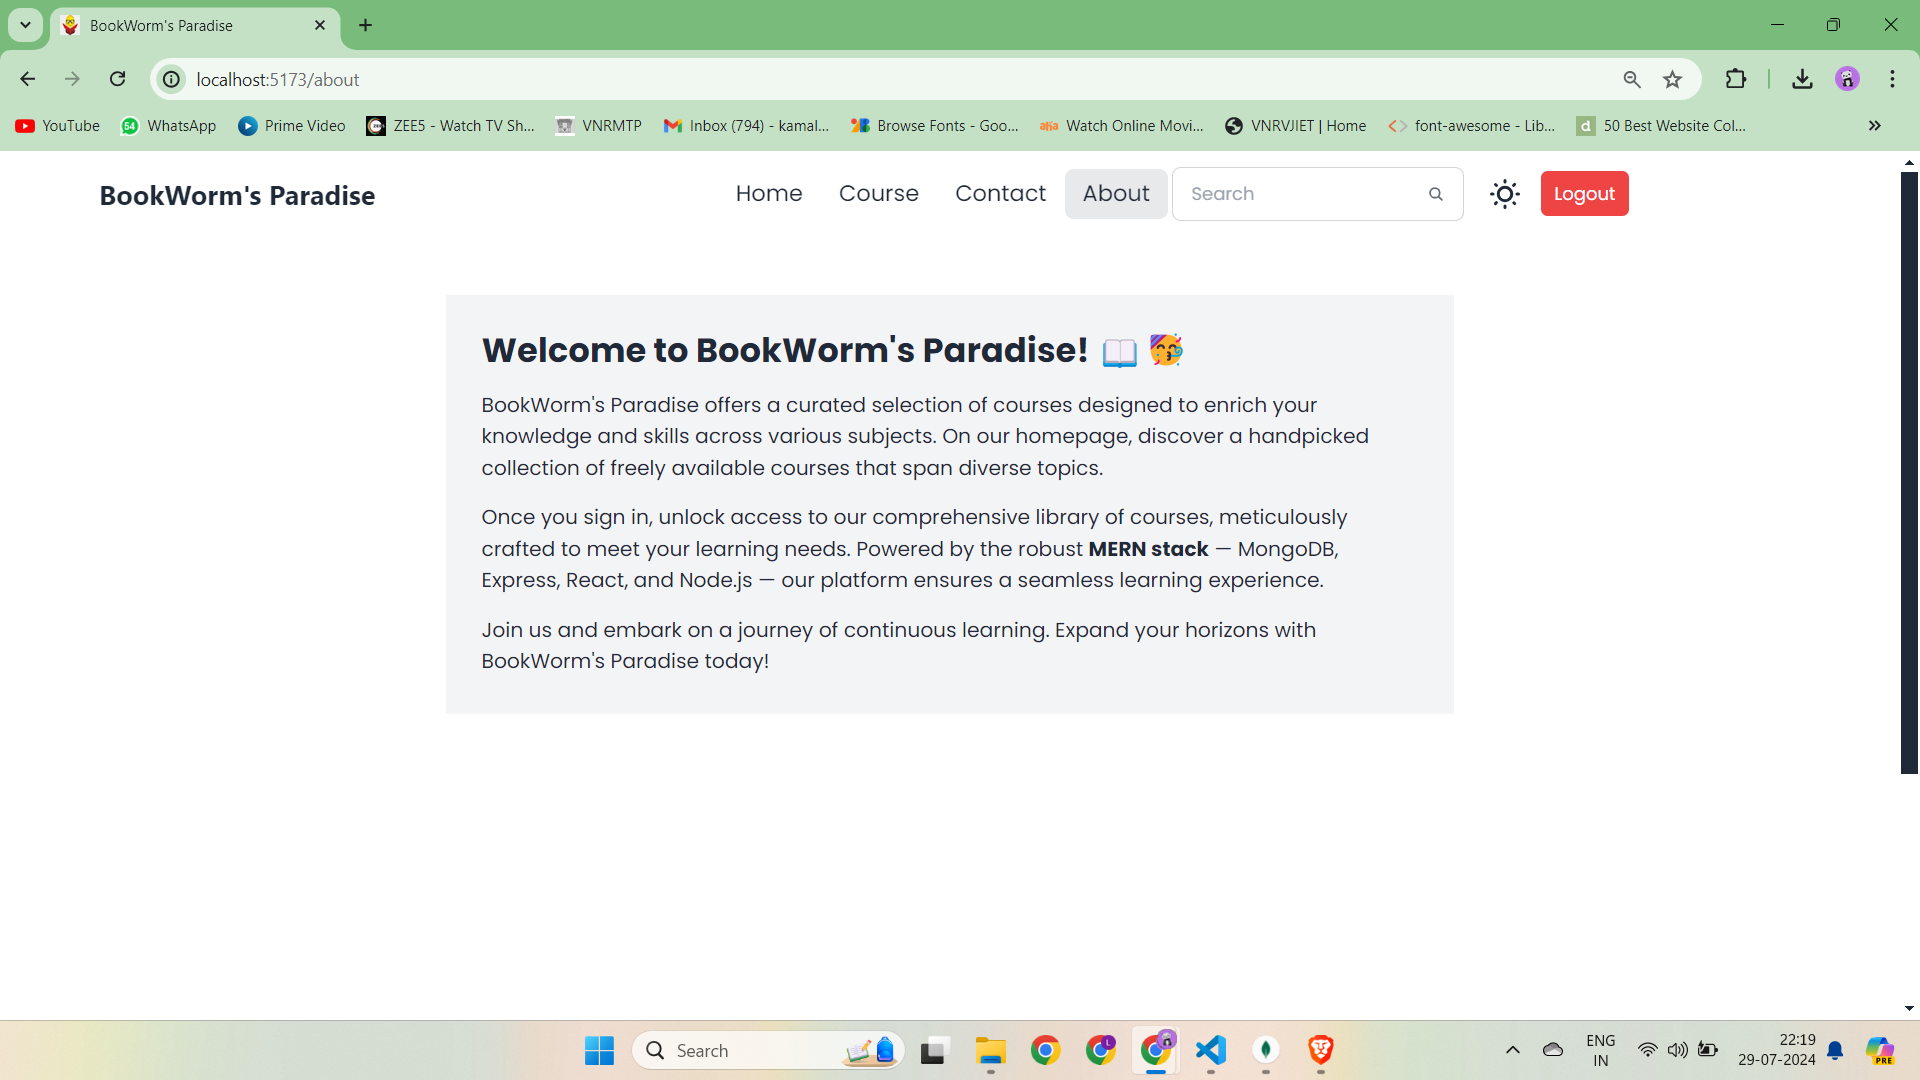 BookWorm's Paradise
localhost:5173/about
YouTube WhatsApp Prime Video ZEE5 - Watch TV Sh... VNRMTP Inbox (794) - kamal... Browse Fonts - Goo... aha Watch Online Movi... VNRVJIET | Home font-awesome - Lib... d 50 Best Website Col...
BookWorm's Paradise Home Course Contact About Search Logout
Welcome to BookWorm's Paradise! 📖 🥳
BookWorm's Paradise offers a curated selection of courses designed to enrich your
knowledge and skills across various subjects. On our homepage, discover a handpicked
collection of freely available courses that span diverse topics.
Once you sign in, unlock access to our comprehensive library of courses, meticulously
crafted to meet your learning needs. Powered by the robust MERN stack — MongoDB,
Express, React, and Node.js — our platform ensures a seamless learning experience.
Join us and embark on a journey of continuous learning. Expand your horizons with
BookWorm's Paradise today!
Search
ENG
IN
22:19
29-07-2024
PRE